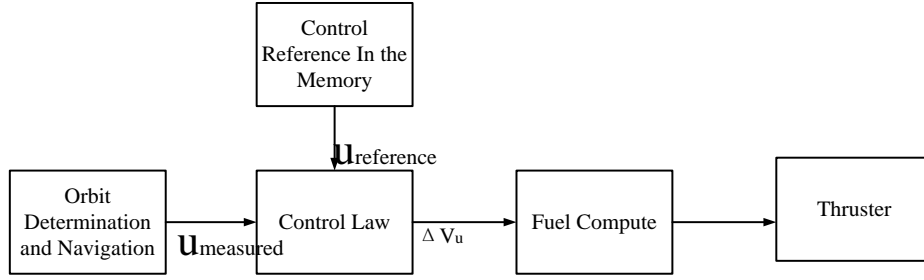 Control
Reference In the
Memory
ureference
Orbit
Determination
and Navigation
umeasured
Control Law
Δ Vu
Fuel Compute
Thruster